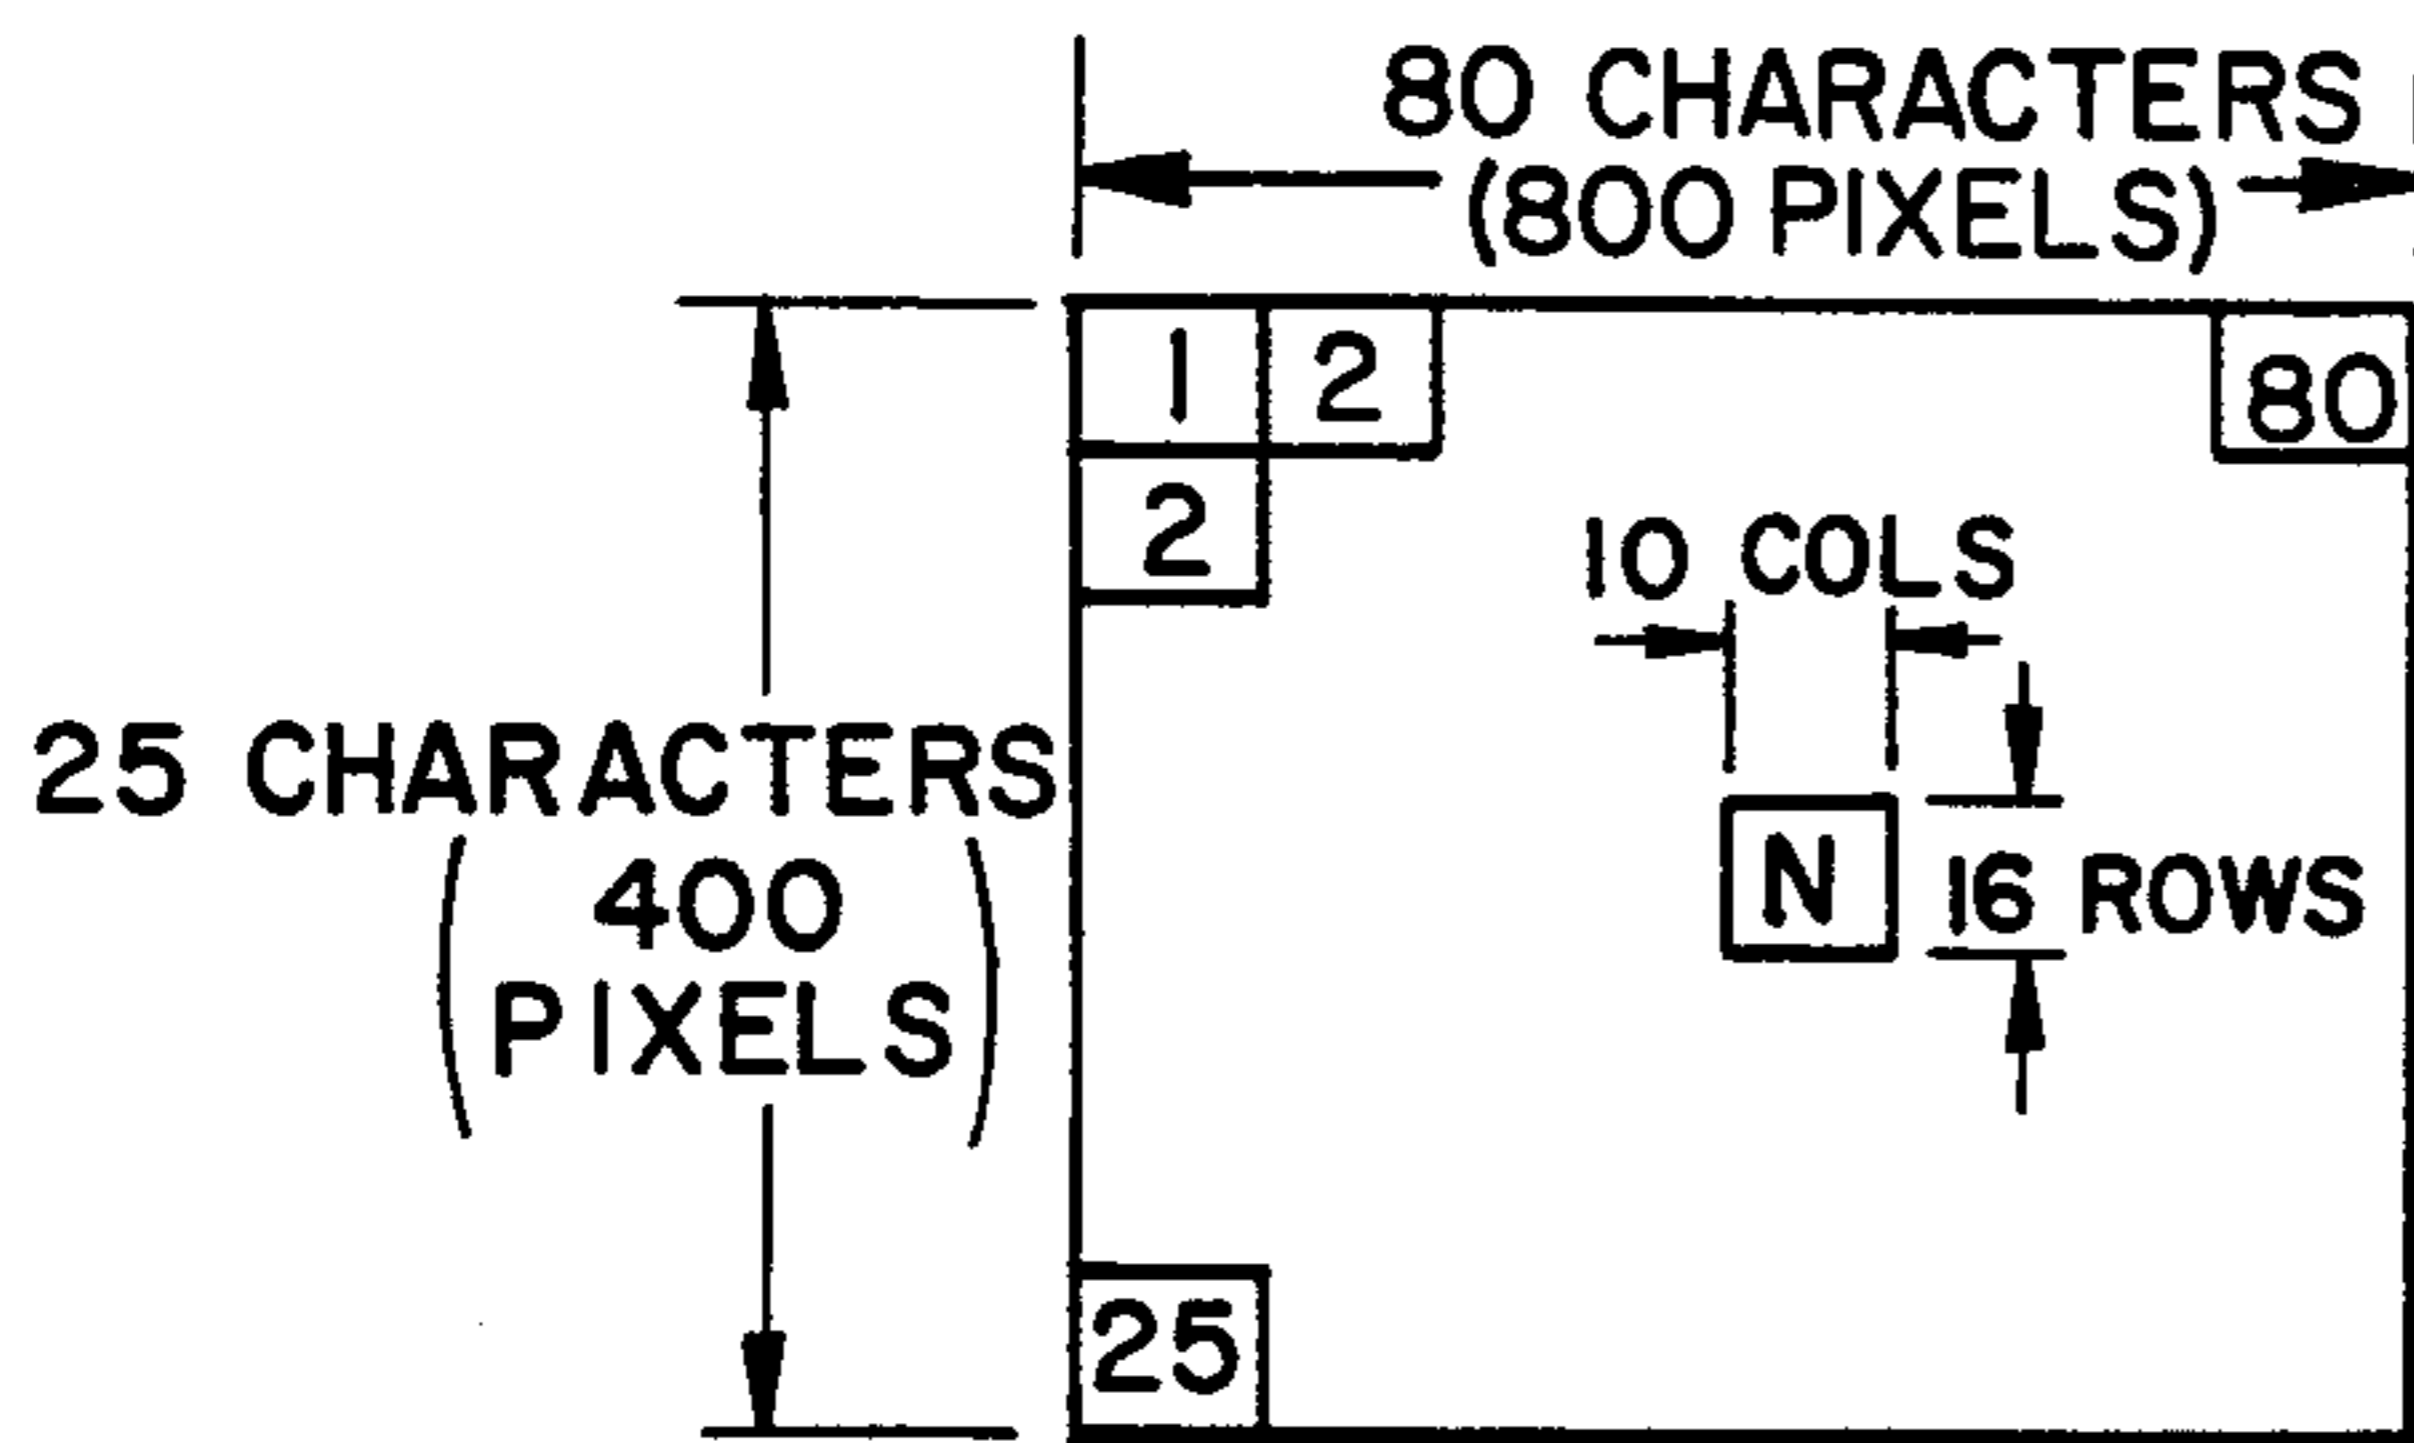 80 CHARACTERS
(800 PIXELS)
1 2 80
2
10 COLS
25 CHARACTERS
(400
PIXELS)
N 16 ROWS
25